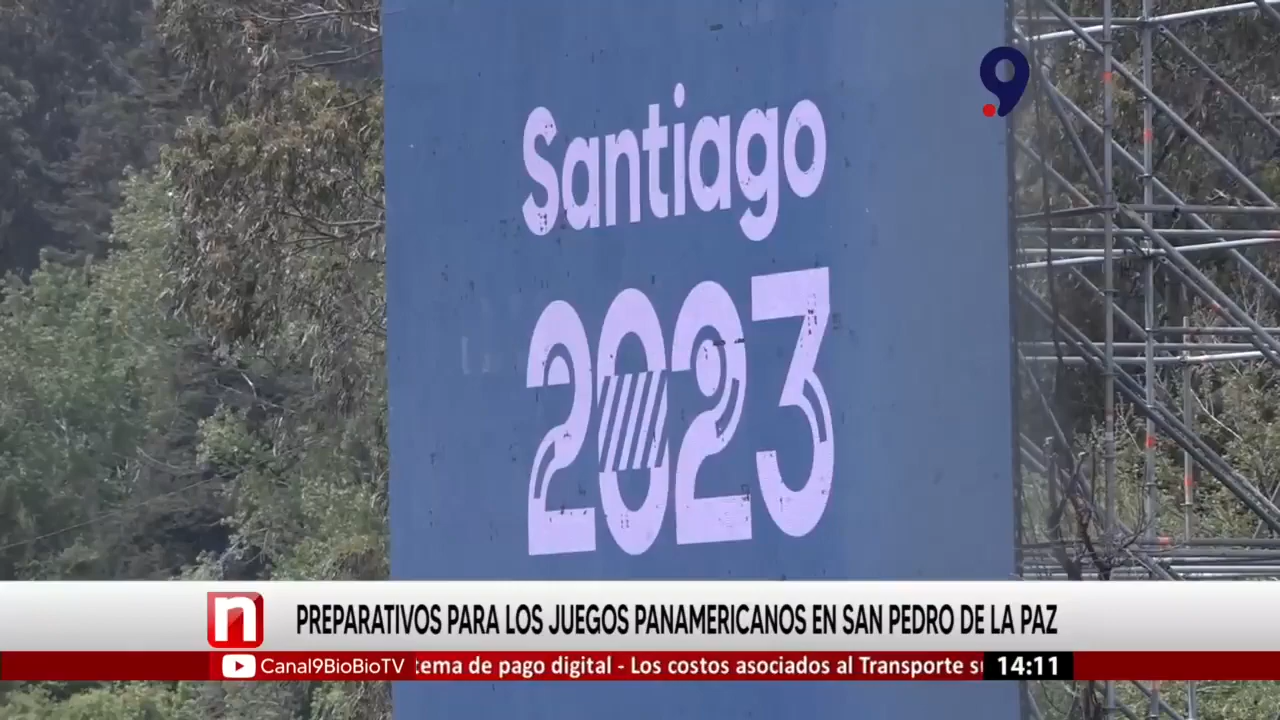 9
Santiago
2023
n PREPARATIVOS PARA LOS JUEGOS PANAMERICANOS EN SAN PEDRO DE LA PAZ
Canal9BioBioTV tema de pago digital - Los costos asociados al Transporte s 14:11